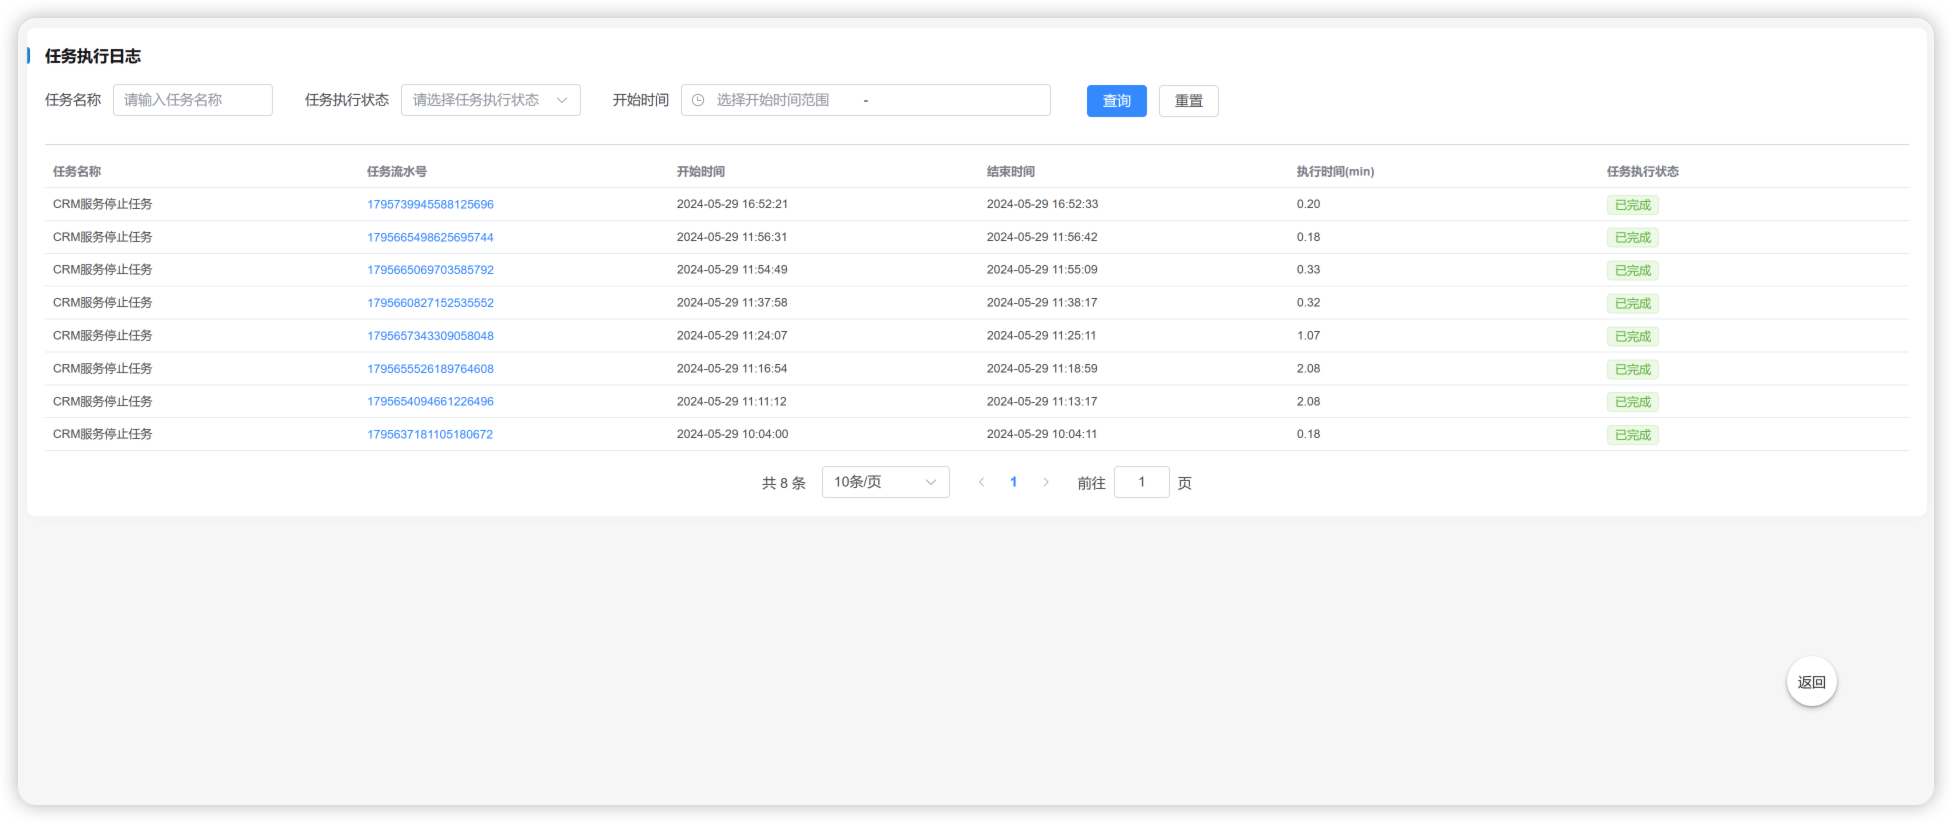 任务执行日志
任务名称 请输入任务名称 任务执行状态 请选择任务执行状态 开始时间 选择开始时间范围 - 查询 重置
任务名称 任务流水号 开始时间 结束时间 执行时间(min) 任务执行状态
CRM服务停止任务 1795739945588125696 2024-05-29 16:52:21 2024-05-29 16:52:33 0.20 已完成
CRM服务停止任务 1795665498625695744 2024-05-29 11:56:31 2024-05-29 11:56:42 0.18 已完成
CRM服务停止任务 1795665069703585792 2024-05-29 11:54:49 2024-05-29 11:55:09 0.33 已完成
CRM服务停止任务 1795660827152535552 2024-05-29 11:37:58 2024-05-29 11:38:17 0.32 已完成
CRM服务停止任务 1795657343309058048 2024-05-29 11:24:07 2024-05-29 11:25:11 1.07 已完成
CRM服务停止任务 1795655526189764608 2024-05-29 11:16:54 2024-05-29 11:18:59 2.08 已完成
CRM服务停止任务 1795654094661226496 2024-05-29 11:11:12 2024-05-29 11:13:17 2.08 已完成
CRM服务停止任务 1795637181105180672 2024-05-29 10:04:00 2024-05-29 10:04:11 0.18 已完成
共 8 条 10条/页 1 前往 1 页
返回